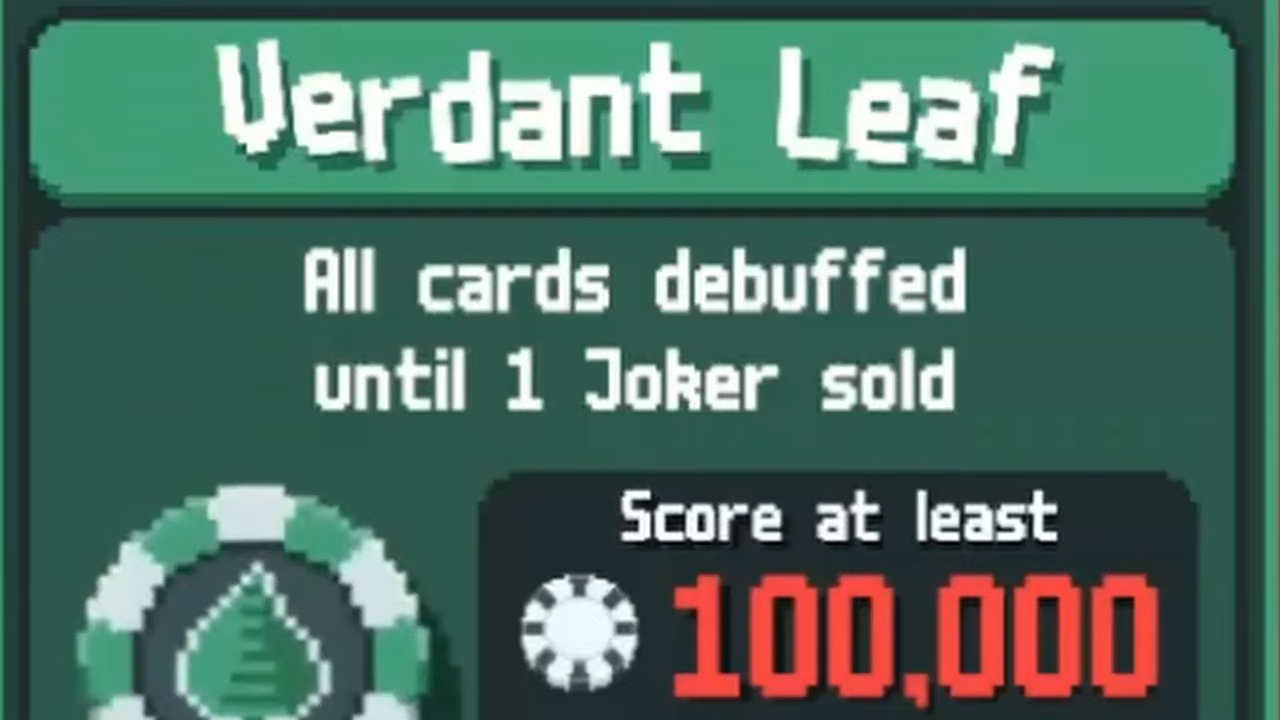 Verdant Leaf
All cards debuffed
until 1 Joker sold
Score at least
100,000